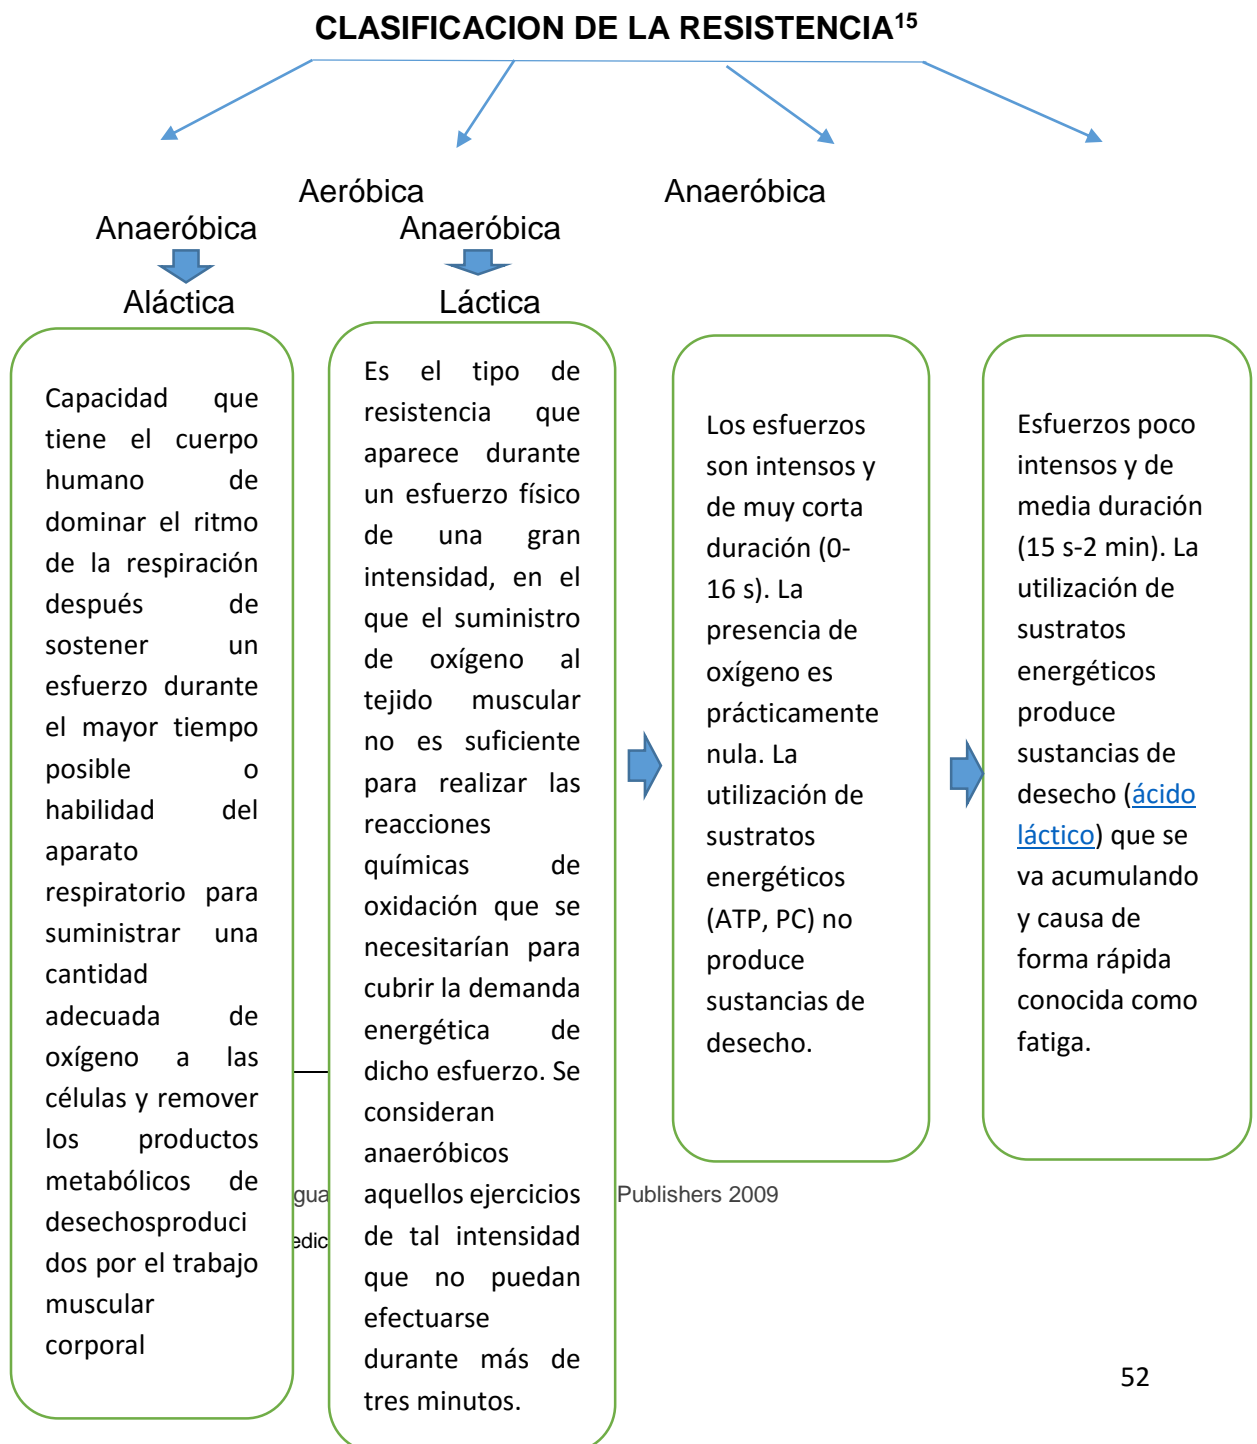 CLASIFICACION DE LA RESISTENCIA15
Aeróbica Anaeróbica
Anaeróbica Anaeróbica
Aláctica Láctica
Capacidad que
tiene el cuerpo
humano de
dominar el ritmo
de la respiración
después de
sostener un
esfuerzo durante
el mayor tiempo
posible o
habilidad del
aparato
respiratorio para
suministrar una
cantidad
adecuada de
oxígeno a las
células y remover
los productos
metabólicos de
desechosproduci
dos por el trabajo
muscular
corporal
Es el tipo de
resistencia que
aparece durante
un esfuerzo físico
de una gran
intensidad, en el
que el suministro
de oxígeno al
tejido muscular
no es suficiente
para realizar las
reacciones
químicas de
oxidación que se
necesitarían para
cubrir la demanda
energética de
dicho esfuerzo. Se
consideran
anaeróbicos
aquellos ejercicios
de tal intensidad
que no puedan
efectuarse
durante más de
tres minutos.
Los esfuerzos
son intensos y
de muy corta
duración (0-
16 s). La
presencia de
oxígeno es
prácticamente
nula. La
utilización de
sustratos
energéticos
(ATP, PC) no
produce
sustancias de
desecho.
Esfuerzos poco
intensos y de
media duración
(15 s-2 min). La
utilización de
sustratos
energéticos
produce
sustancias de
desecho (ácido
láctico) que se
va acumulando
y causa de
forma rápida
conocida como
fatiga.
Publishers 2009
52